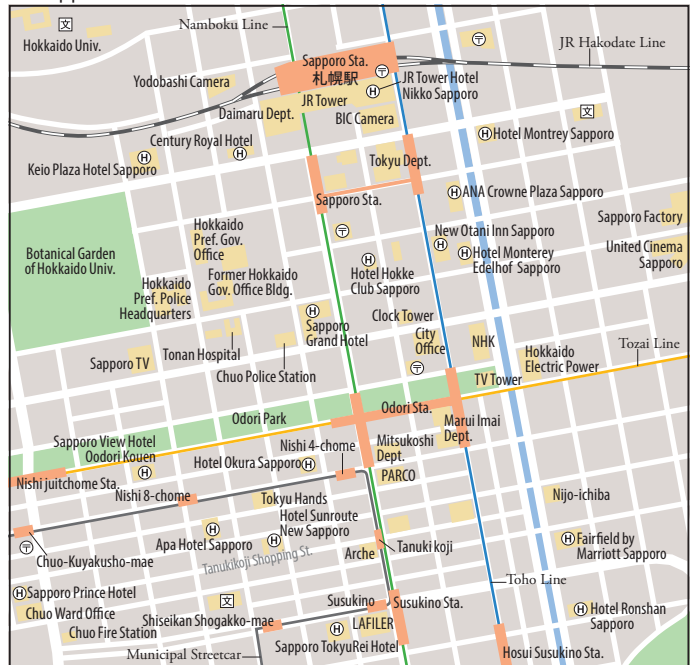 Namboku Line
文
Hokkaido Univ.
〒
JR Hakodate Line
Sapporo Sta.
札幌駅
〒
Yodobashi Camera
H
JR Tower Hotel
Nikko Sapporo
JR Tower
Daimaru Dept.
BIC Camera
文
Century Royal Hotel
H
H Hotel Montrey Sapporo
Keio Plaza Hotel Sapporo
H
Tokyu Dept.
H ANA Crowne Plaza Sapporo
Sapporo Sta.
Sapporo Factory
Hokkaido
Pref. Gov.
Office
〒
New Otani Inn Sapporo
H
United Cinema
Sapporo
Botanical Garden
of Hokkaido Univ.
H Hotel Monterey
Edelhof Sapporo
H
Hotel Hokke
Club Sapporo
Hokkaido
Pref. Police
Headquarters
Former Hokkaido
Gov. Office Bldg.
H
Sapporo
Grand Hotel
Clock Tower
City
Office
NHK
Tozai Line
Hokkaido
Electric Power
Tonan Hospital
Sapporo TV
Chuo Police Station
〒
TV Tower
Odori Park
Odori Sta.
Marui Imai
Dept.
Mitsukoshi
Dept.
Sapporo View Hotel
Oodori Kouen
H
Nishi 4-chome
Hotel Okura Sapporo H
PARCO
Nishi juitchome Sta.
Nishi 8-chome
Tokyu Hands
Hotel Sunroute
New Sapporo
H
Nijo-ichiba
H
Apa Hotel Sapporo
H Fairfield by
Marriott Sapporo
〒
Chuo-Kuyakusho-mae
Tanukikoji Shopping St.
Arche
Tanuki koji
Toho Line
H Sapporo Prince Hotel
Chuo Ward Office
文
Shiseikan Shogakko-mae
Susukino
Susukino Sta.
H Hotel Ronshan
Sapporo
Chuo Fire Station
H
LAFILER
Sapporo TokyuRei Hotel
Municipal Streetcar
Hosui Susukino Sta.